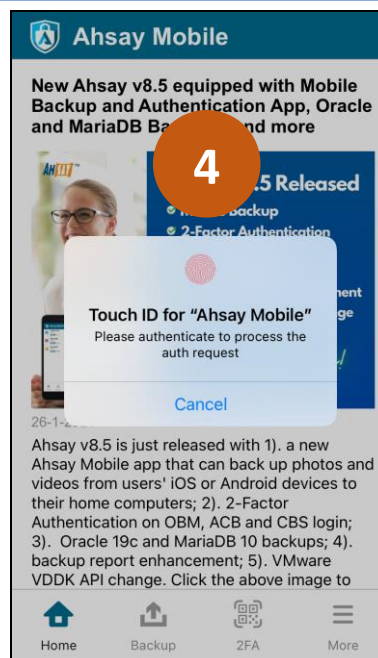 Ahsay Mobile
New Ahsay v8.5 equipped with Mobile
Backup and Authentication App, Oracle
and MariaDB Ba nd more
4
.5 Released
ackup
2-Factor Authentication
ment
ge
Touch ID for “Ahsay Mobile”
Please authenticate to process the
auth request
Cancel
26-1-
Ahsay v8.5 is just released with 1). a new
Ahsay Mobile app that can back up photos and
videos from users' iOS or Android devices to
their home computers; 2). 2-Factor
Authentication on OBM, ACB and CBS login;
3). Oracle 19c and MariaDB 10 backups; 4).
backup report enhancement; 5). VMware
VDDK API change. Click the above image to
Home Backup 2FA More